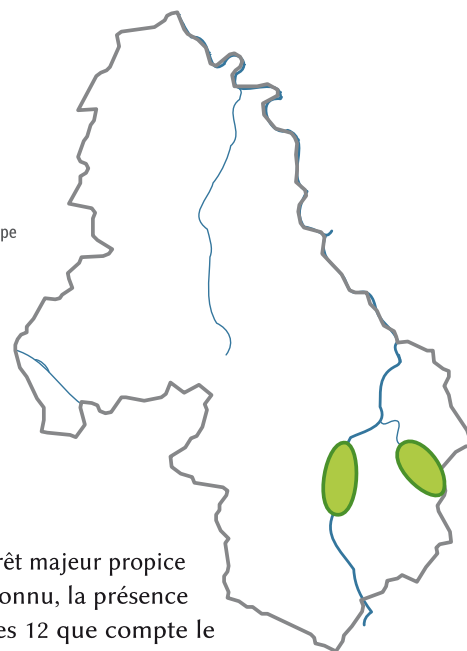 pe
rêt majeur propice
onnu, la présence
es 12 que compte le